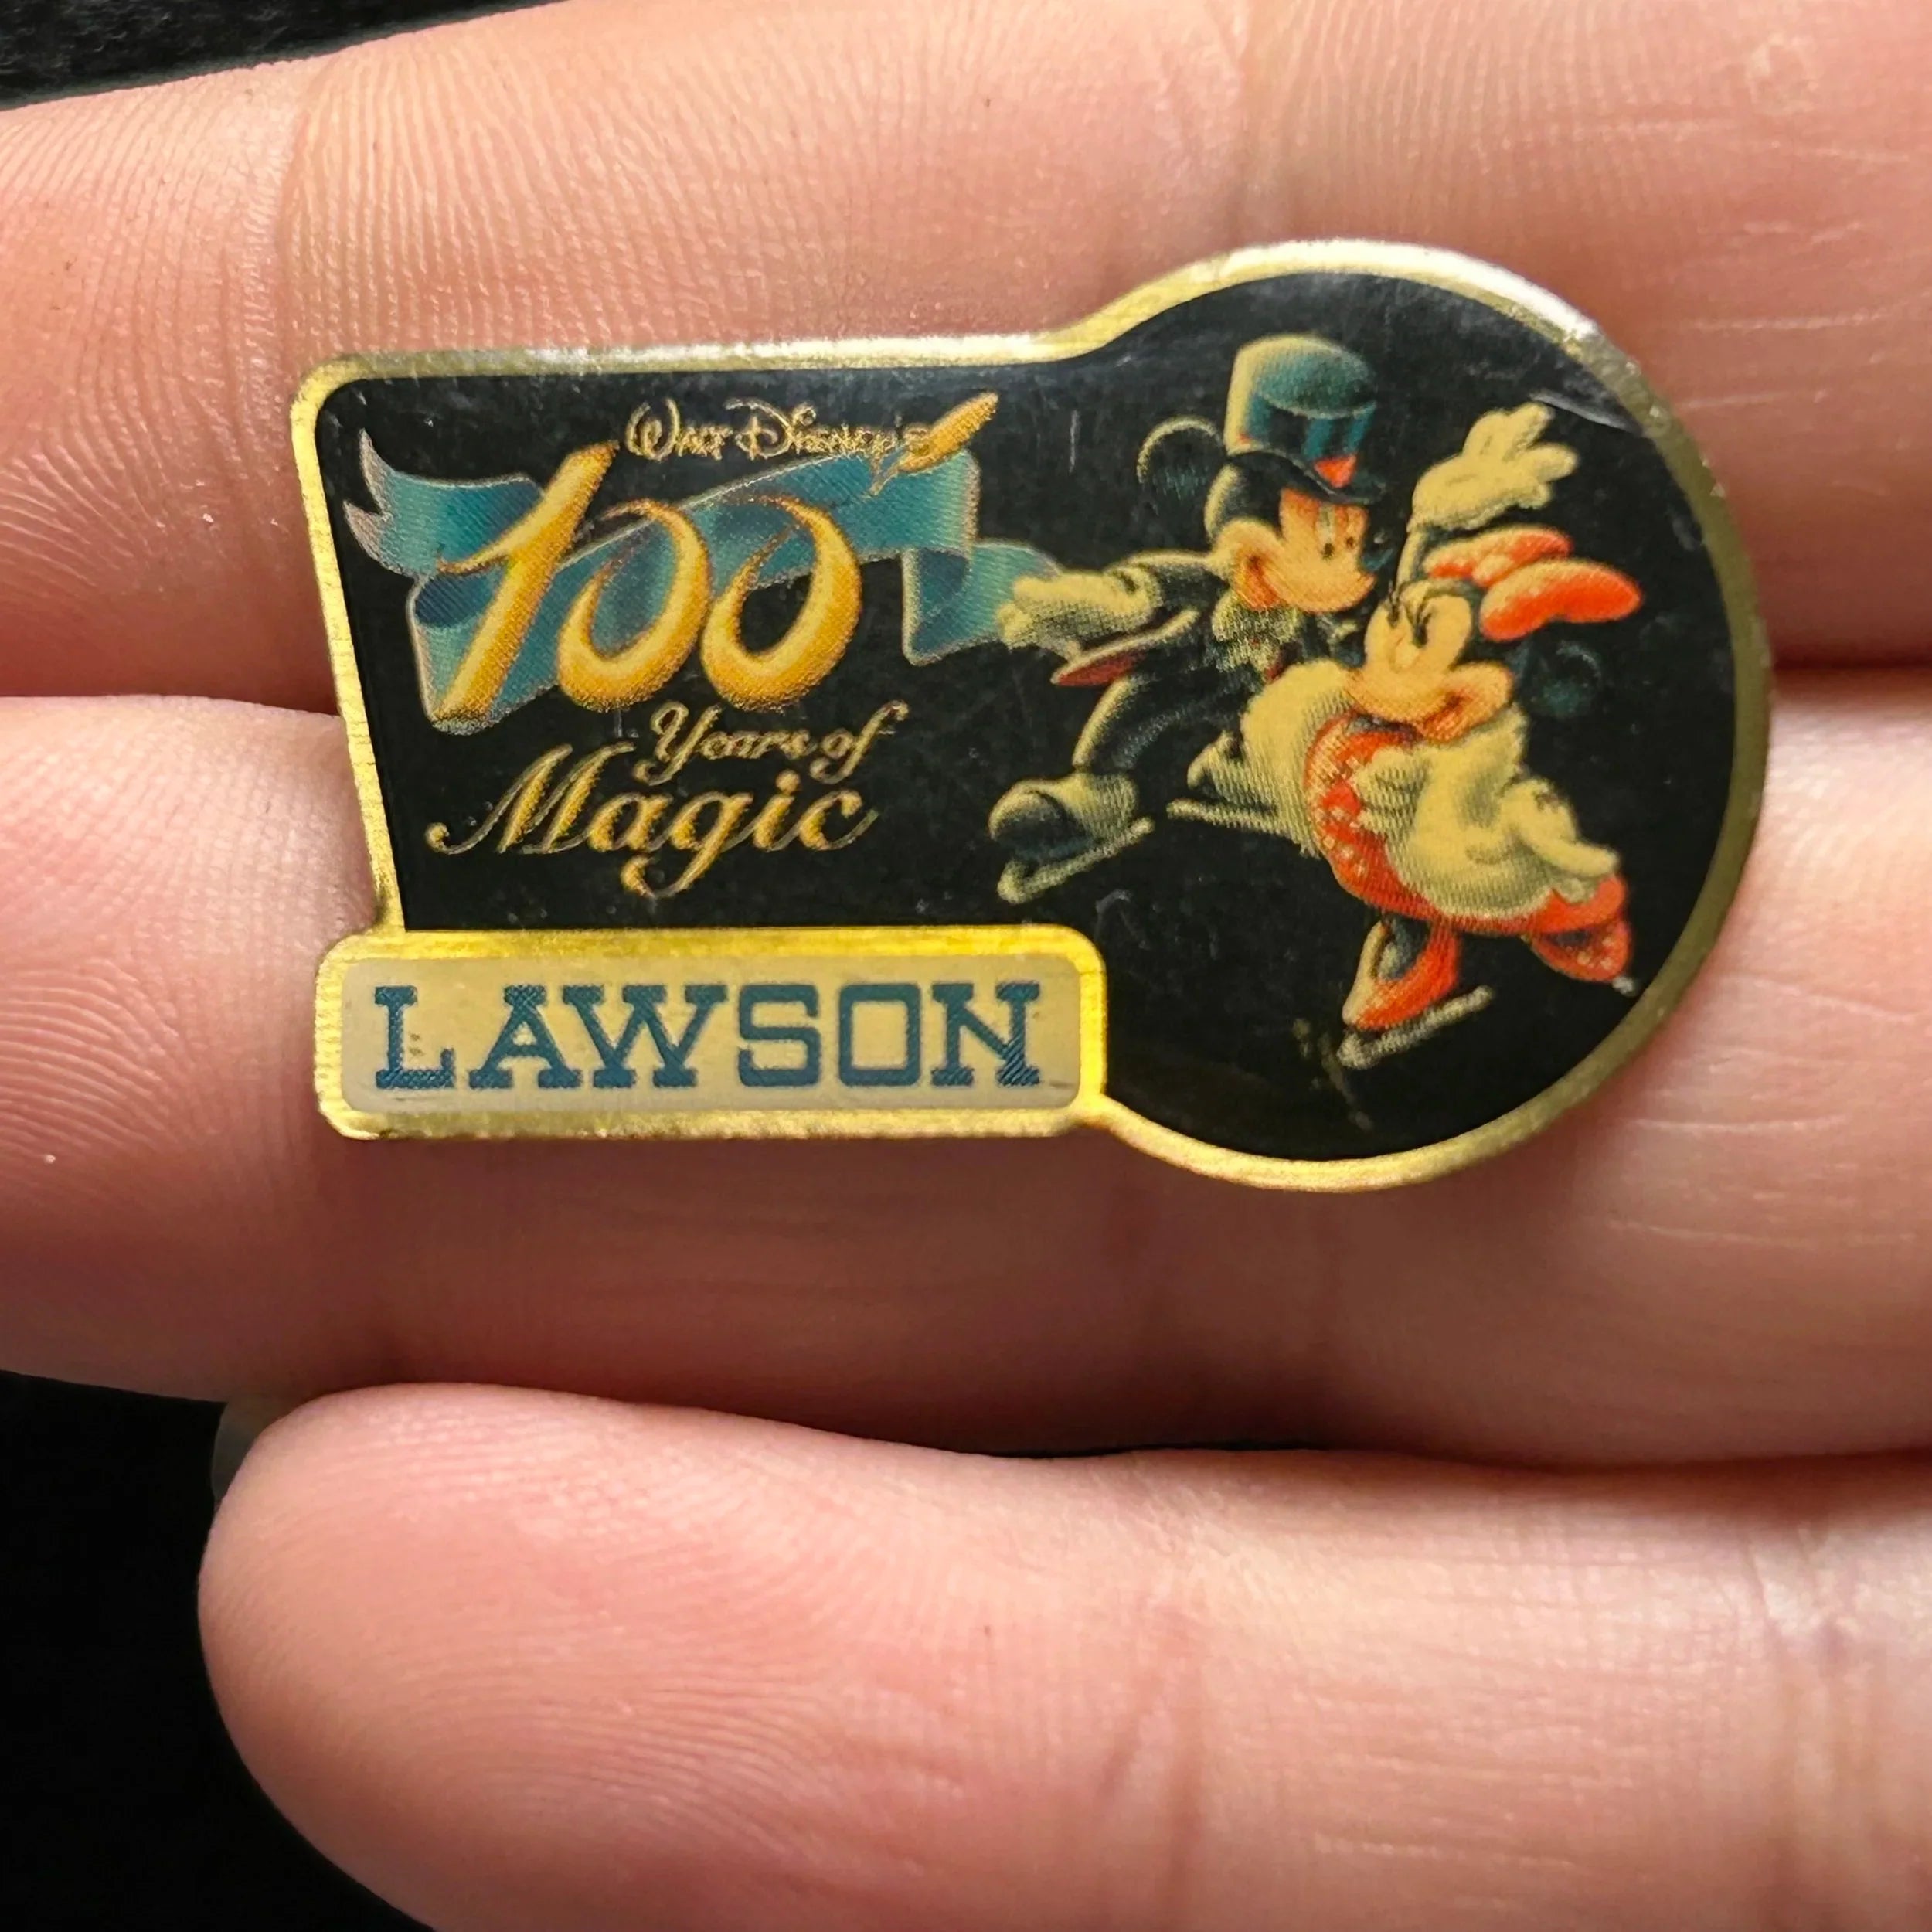 Walt Disney's
100
Years of
Magic
LAWSON